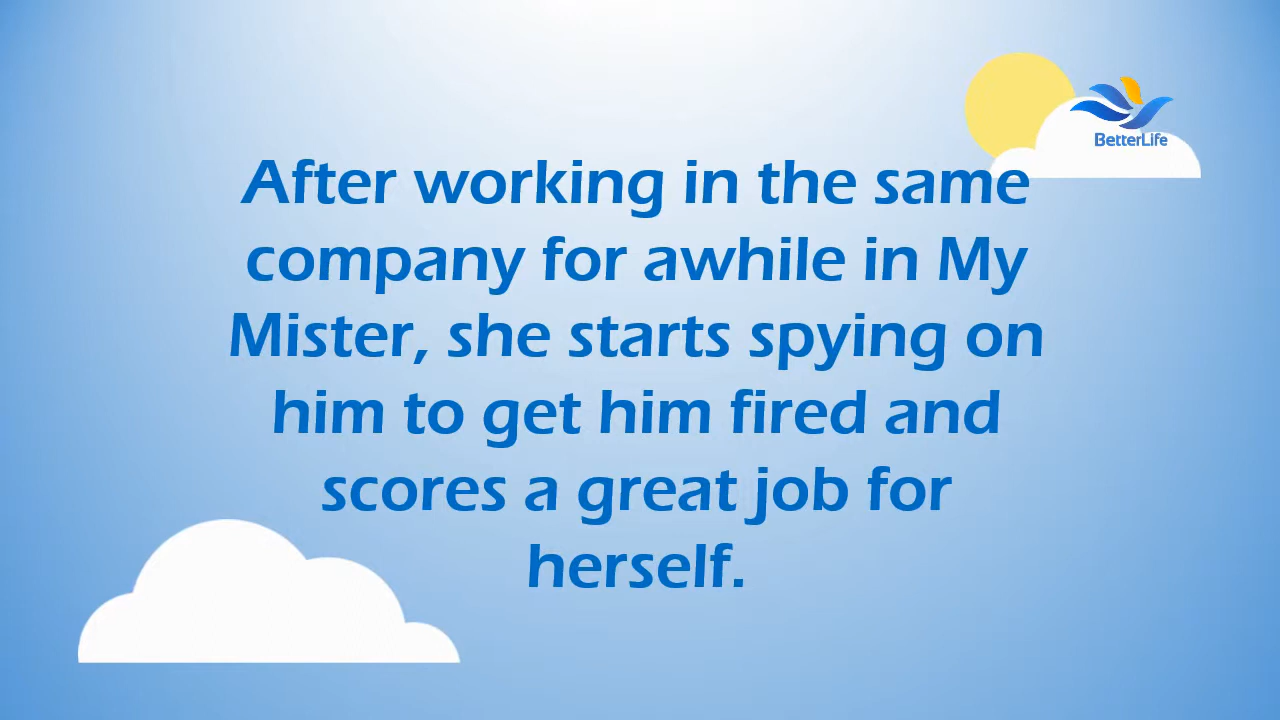 BetterLife
After working in the same
company for awhile in My
Mister, she starts spying on
him to get him fired and
scores a great job for
herself.